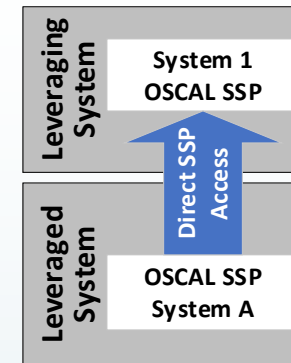 Leveraging
System
System 1
OSCAL SSP
Direct SSP
Access
Leveraged
System
OSCAL SSP
System A